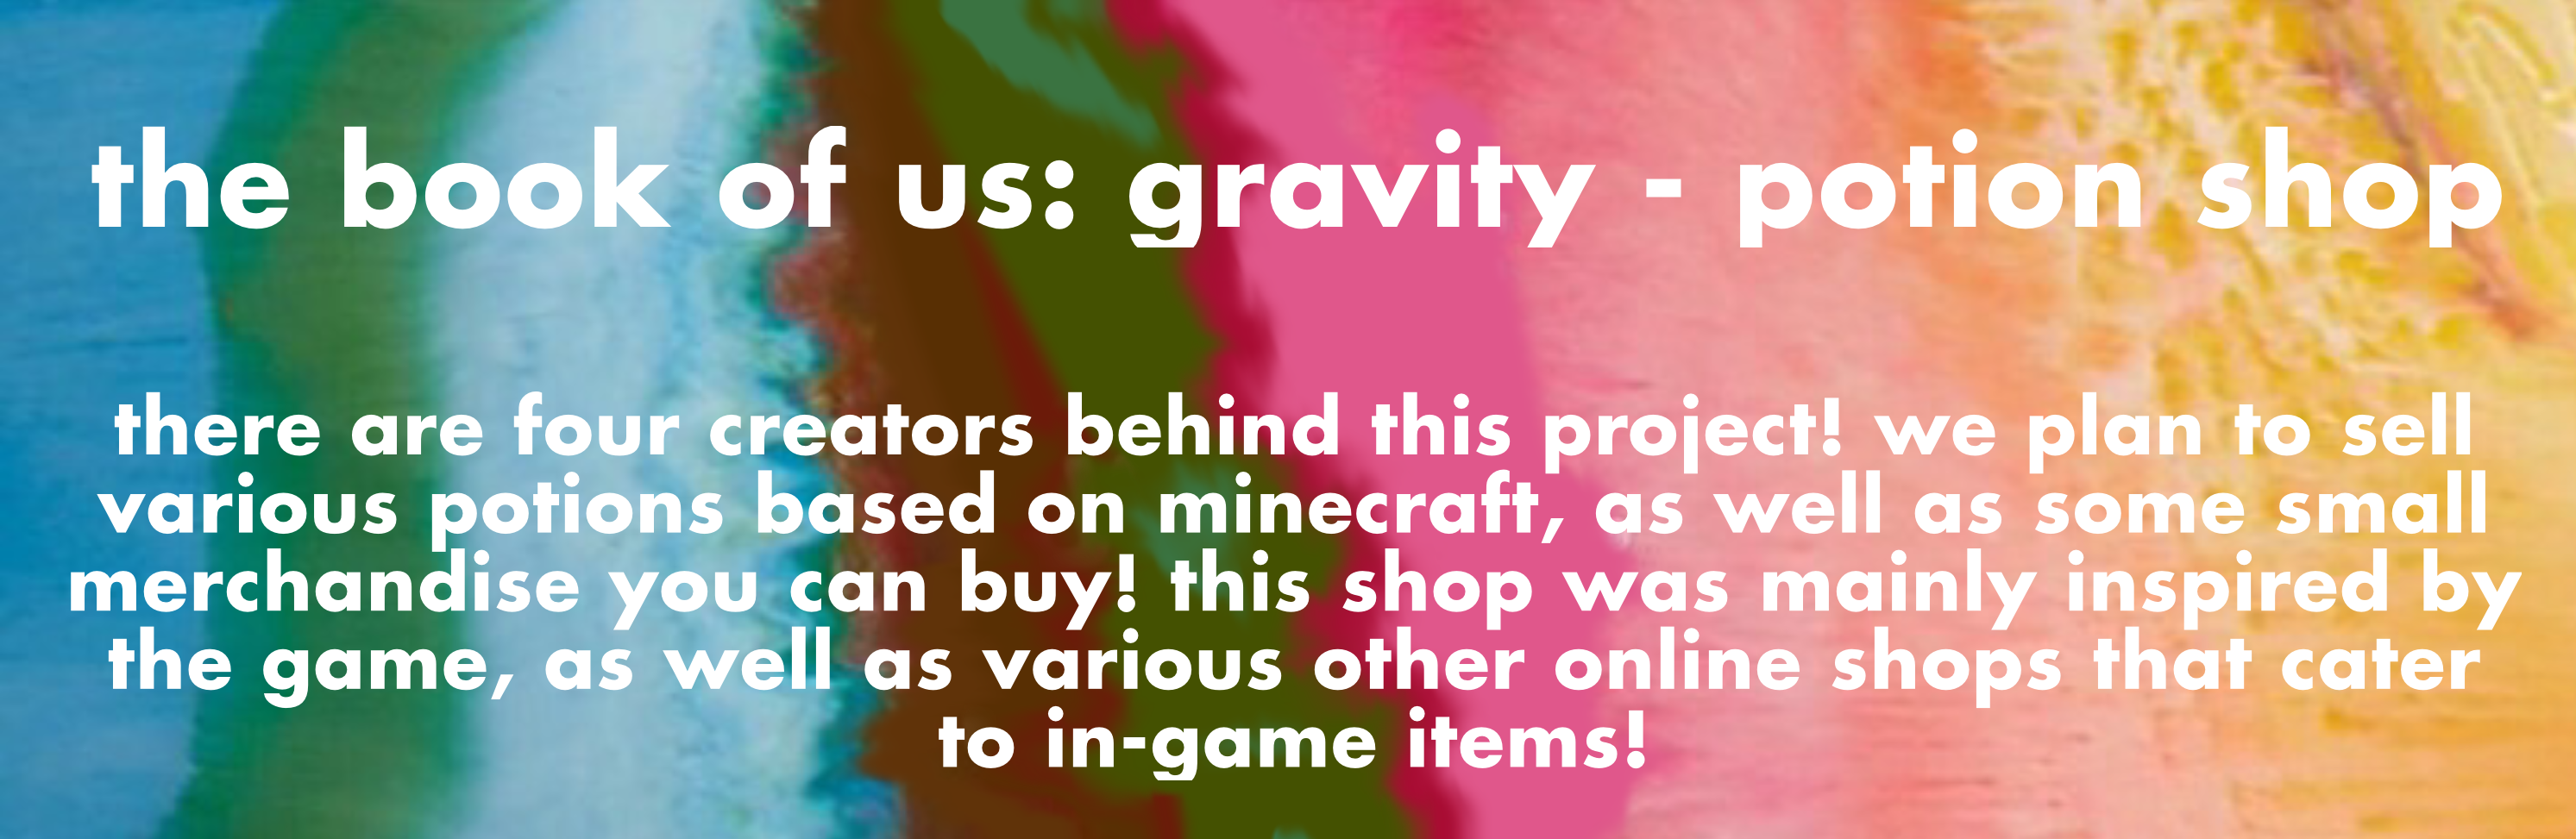 the book of us: gravity - potion shop
there are four creators behind this project! we plan to sell
various potions based on minecraft, as well as some small
merchandise you can buy! this shop was mainly inspired by
the game, as well as various other online shops that cater
to in-game items!